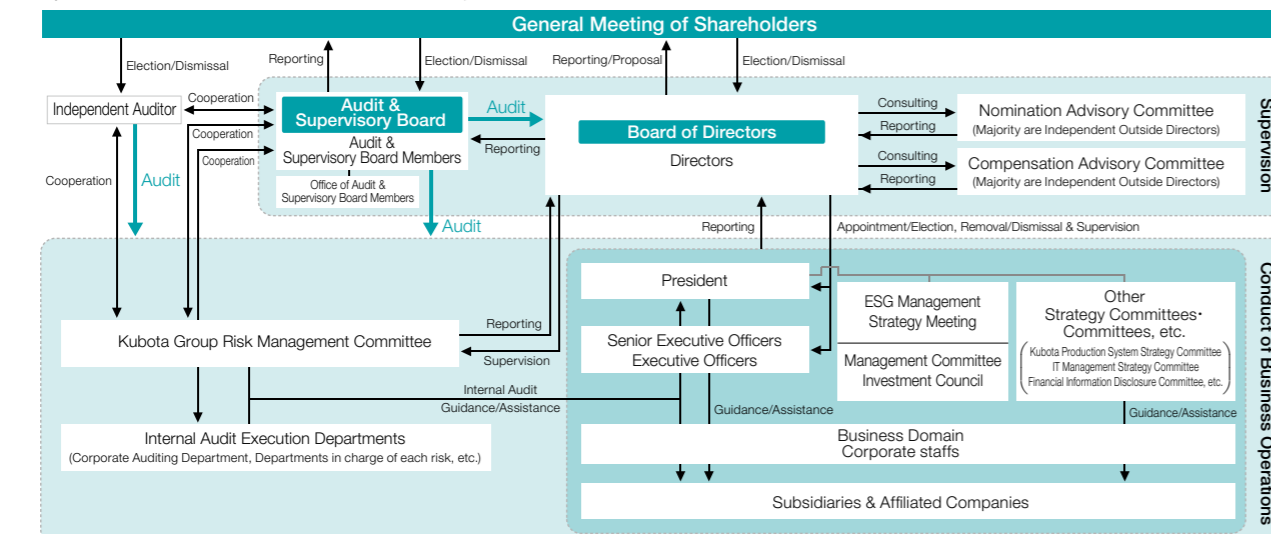 General Meeting of Shareholders
Election/Dismissal
Reporting
Election/Dismissal
Reporting/Proposal
Election/Dismissal
Independent Auditor
Cooperation
Cooperation
Cooperation
Cooperation
Audit
Audit &
Supervisory Board
Audit &
Supervisory Board Members
Office of Audit &
Supervisory Board Members
Audit
Reporting
Audit
Board of Directors
Directors
Consulting
Reporting
Nomination Advisory Committee
(Majority are Independent Outside Directors)
Consulting
Reporting
Compensation Advisory Committee
(Majority are Independent Outside Directors)
Supervision
Reporting
Appointment/Election, Removal/Dismissal & Supervision
President
Senior Executive Officers
Executive Officers
ESG Management
Strategy Meeting
Management Committee
Investment Council
Other
Strategy Committees·
Committees, etc.
(Kubota Production System Strategy Committee
IT Management Strategy Committee
Financial Information Disclosure Committee, etc.)
Conduct of Business Operations
Kubota Group Risk Management Committee
Reporting
Supervision
Internal Audit
Guidance/Assistance
Guidance/Assistance
Guidance/Assistance
Internal Audit Execution Departments
(Corporate Auditing Department, Departments in charge of each risk, etc.)
Business Domain
Corporate staffs
Subsidiaries & Affiliated Companies